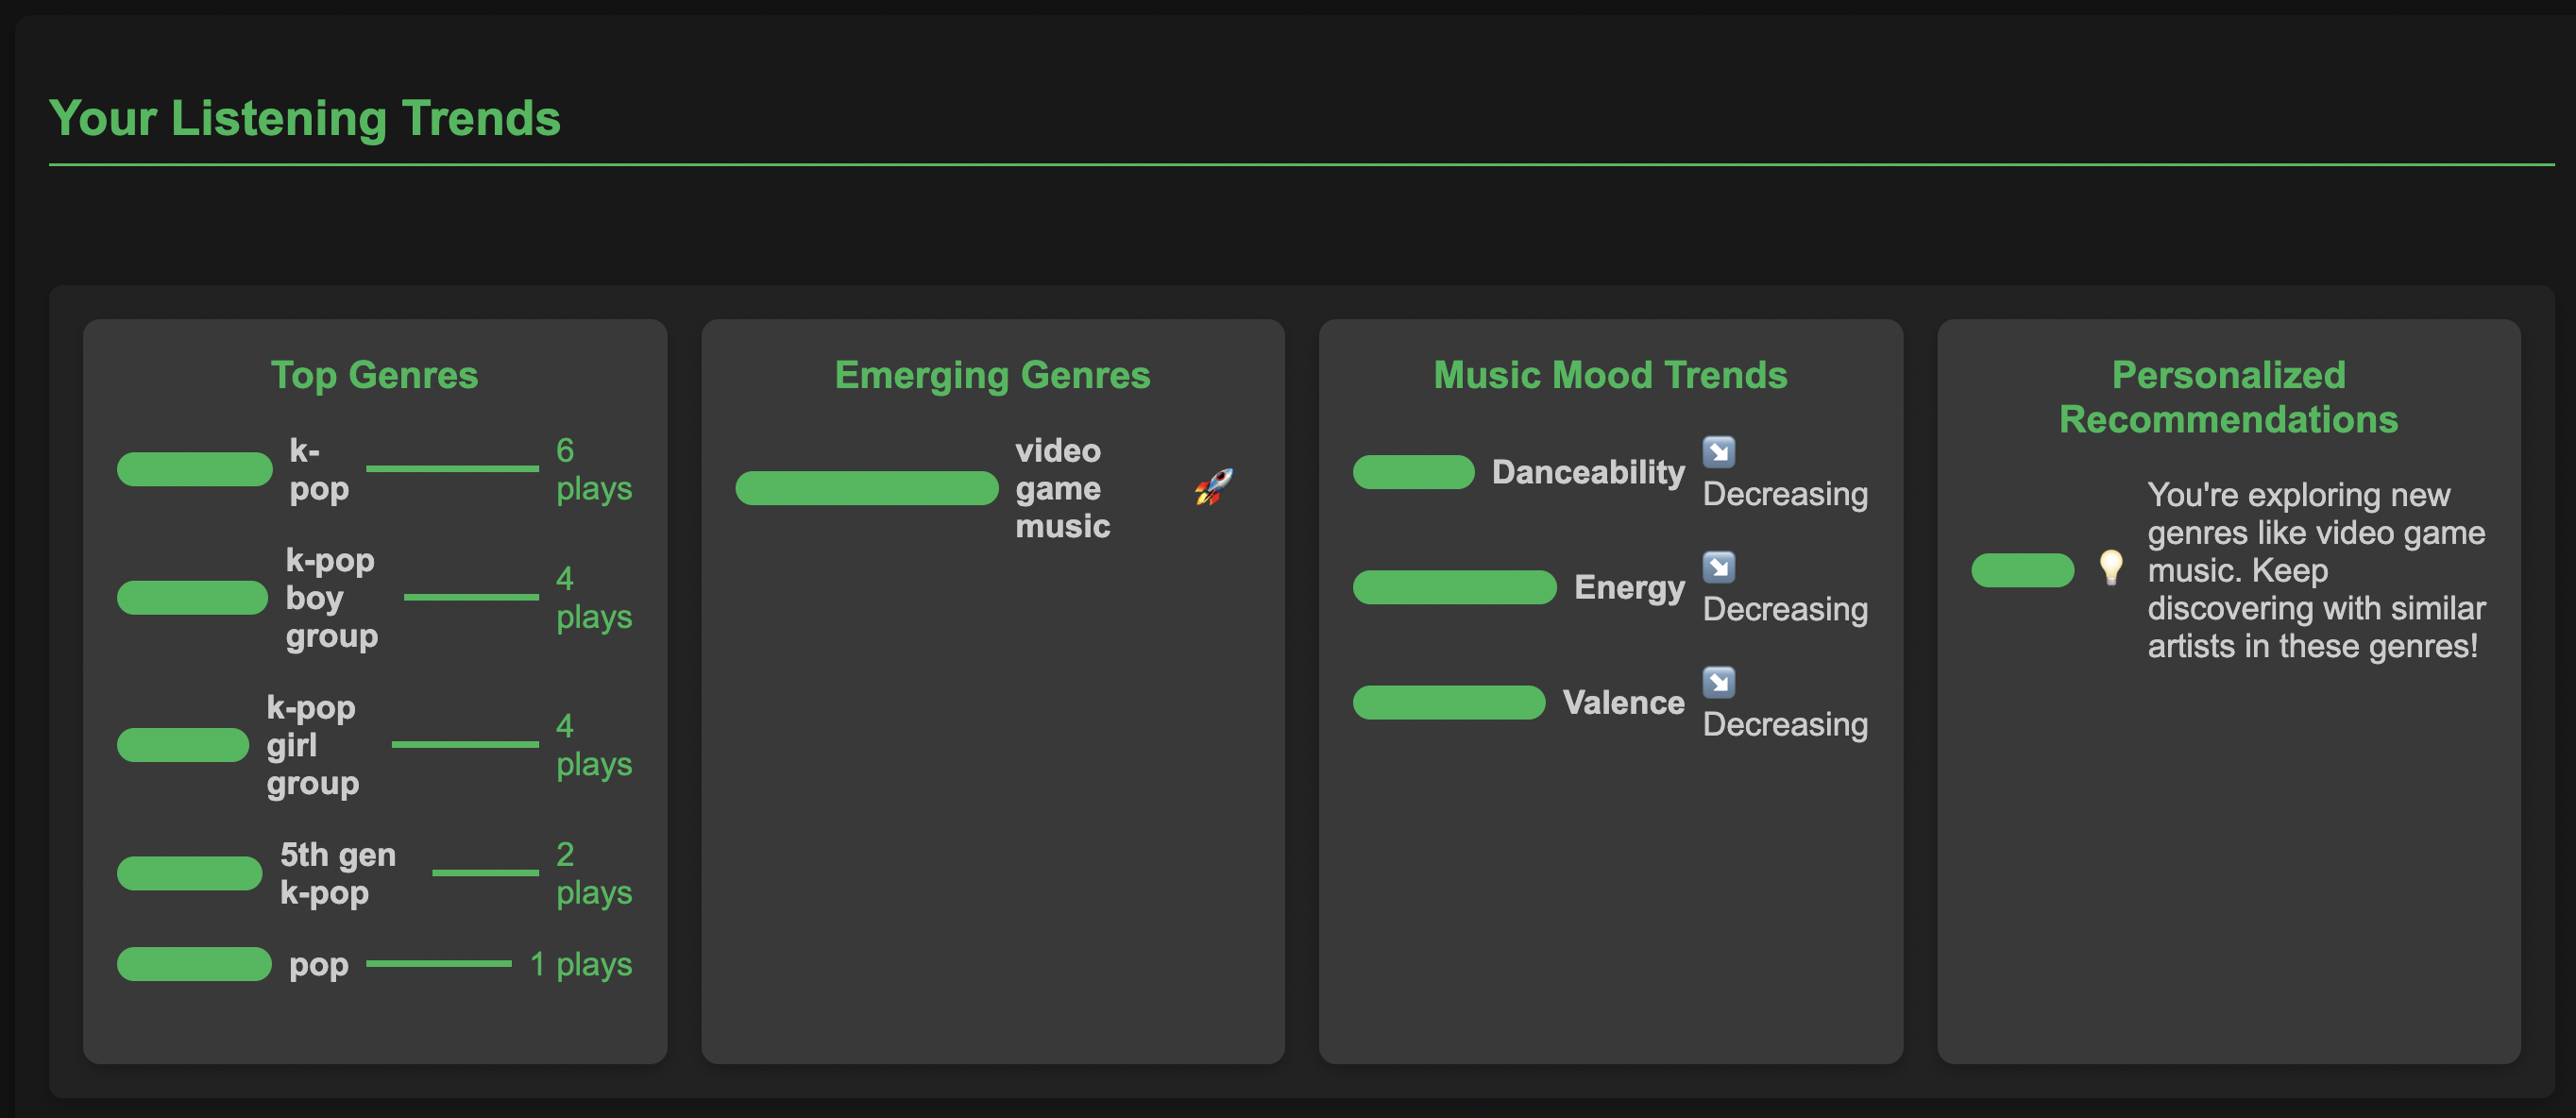 Your Listening Trends
Top Genres
k-
pop
6
plays
k-pop
boy
group
4
plays
k-pop
girl
group
4
plays
5th gen
k-pop
2
plays
pop
1 plays
Emerging Genres
video
game
music
Music Mood Trends
Danceability
Decreasing
Energy
Decreasing
Valence
Decreasing
Personalized
Recommendations
You're exploring new
genres like video game
music. Keep
discovering with similar
artists in these genres!